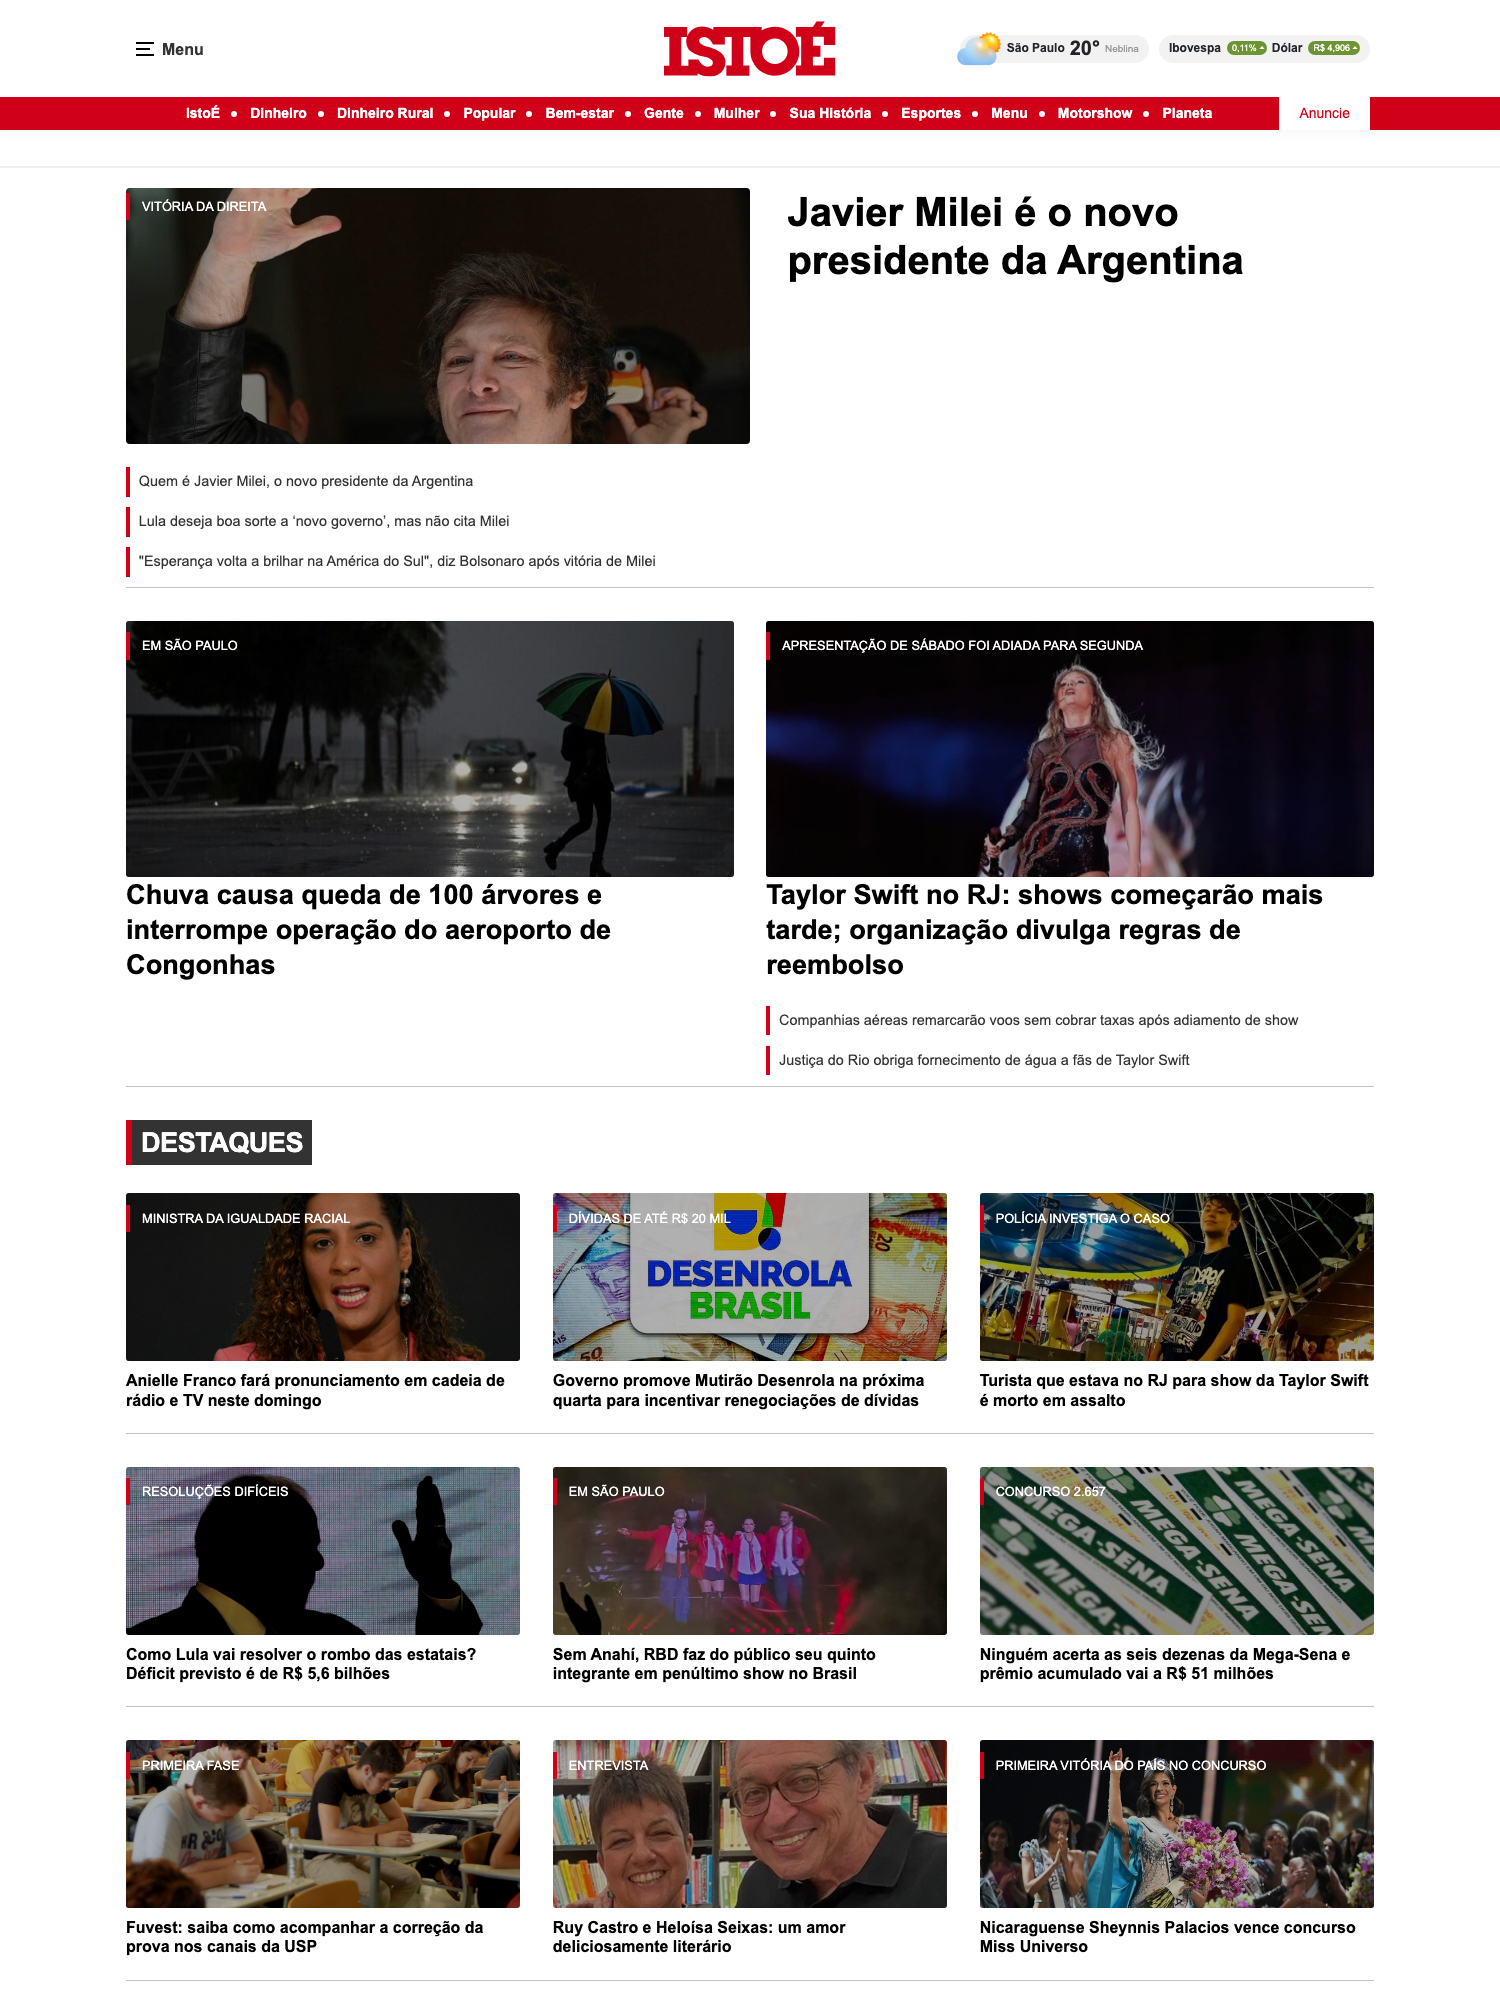 Menu
ISTOÉ
São Paulo 20° Neblina
Ibovespa 0,11% Dólar R$ 4,906
IstoÉ • Dinheiro • Dinheiro Rural • Popular • Bem-estar • Gente • Mulher • Sua História • Esportes • Menu • Motorshow • Planeta
Anuncie
VITÓRIA DA DIREITA
Javier Milei é o novo
presidente da Argentina
Quem é Javier Milei, o novo presidente da Argentina
Lula deseja boa sorte a ‘novo governo’, mas não cita Milei
"Esperança volta a brilhar na América do Sul", diz Bolsonaro após vitória de Milei
EM SÃO PAULO
Chuva causa queda de 100 árvores e
interrompe operação do aeroporto de
Congonhas
APRESENTAÇÃO DE SÁBADO FOI ADIADA PARA SEGUNDA
Taylor Swift no RJ: shows começarão mais
tarde; organização divulga regras de
reembolso
Companhias aéreas remarcarão voos sem cobrar taxas após adiamento de show
Justiça do Rio obriga fornecimento de água a fãs de Taylor Swift
DESTAQUES
MINISTRA DA IGUALDADE RACIAL
Anielle Franco fará pronunciamento em cadeia de
rádio e TV neste domingo
DÍVIDAS DE ATÉ R$ 20 MIL
DESENROLA
BRASIL
20
50
Governo promove Mutirão Desenrola na próxima
quarta para incentivar renegociações de dívidas
POLÍCIA INVESTIGA O CASO
Turista que estava no RJ para show da Taylor Swift
é morto em assalto
RESOLUÇÕES DIFÍCEIS
Como Lula vai resolver o rombo das estatais?
Déficit previsto é de R$ 5,6 bilhões
EM SÃO PAULO
Sem Anahí, RBD faz do público seu quinto
integrante em penúltimo show no Brasil
CONCURSO 2.657
MEGA-SENA
MEGA-SENA
MEGA-SENA
Ninguém acerta as seis dezenas da Mega-Sena e
prêmio acumulado vai a R$ 51 milhões
PRIMEIRA FASE
Fuvest: saiba como acompanhar a correção da
prova nos canais da USP
ENTREVISTA
Ruy Castro e Heloísa Seixas: um amor
deliciosamente literário
PRIMEIRA VITÓRIA DO PAÍS NO CONCURSO
Nicaraguense Sheynnis Palacios vence concurso
Miss Universo